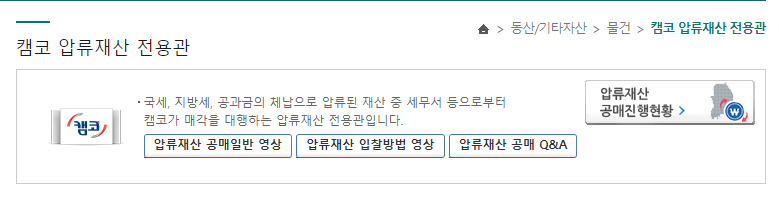 > 동산/기타자산 > 물건 > 캠코 압류재산 전용관
캠코 압류재산 전용관
캠코
· 국세, 지방세, 공과금의 체납으로 압류된 재산 중 세무서 등으로부터
캠코가 매각을 대행하는 압류재산 전용관입니다.
압류재산 공매일반 영상 압류재산 입찰방법 영상 압류재산 공매 Q&A
압류재산
공매진행현황 >
W